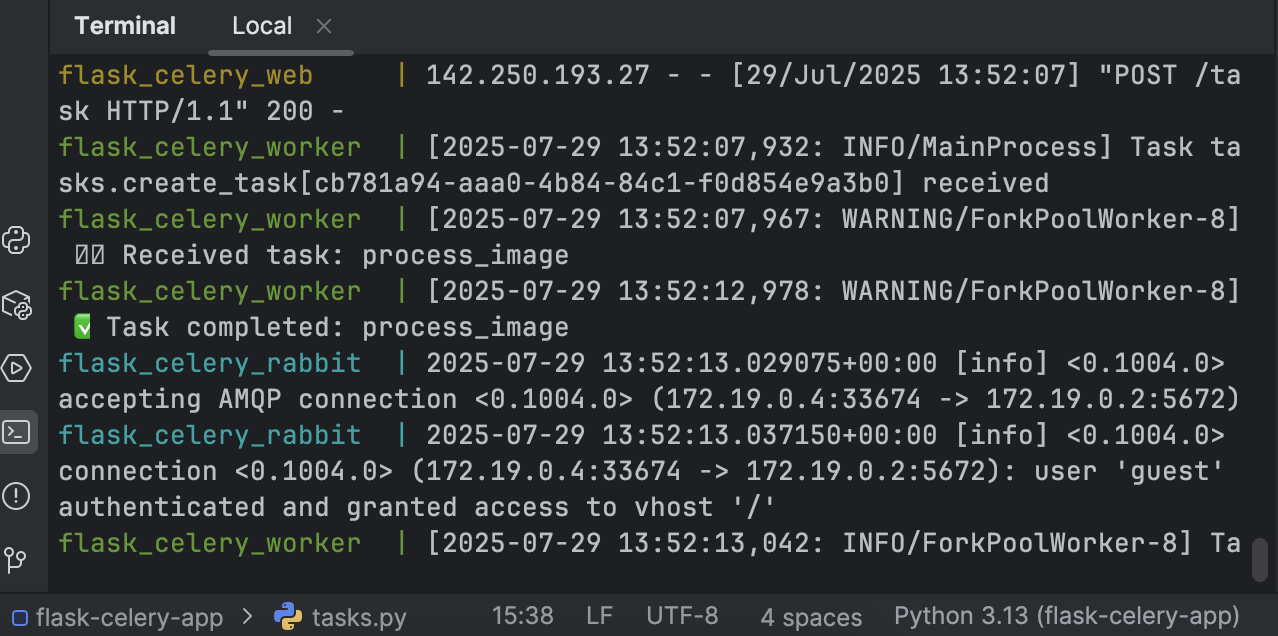 Terminal Local
flask_celery_web | 142.250.193.27 - - [29/Jul/2025 13:52:07] "POST /ta
sk HTTP/1.1" 200 -
flask_celery_worker | [2025-07-29 13:52:07,932: INFO/MainProcess] Task ta
sks.create_task[cb781a94-aaa0-4b84-84c1-f0d854e9a3b0] received
flask_celery_worker | [2025-07-29 13:52:07,967: WARNING/ForkPoolWorker-8]
Received task: process_image
flask_celery_worker | [2025-07-29 13:52:12,978: WARNING/ForkPoolWorker-8]
✅ Task completed: process_image
flask_celery_rabbit | 2025-07-29 13:52:13.029075+00:00 [info] <0.1004.0>
accepting AMQP connection <0.1004.0> (172.19.0.4:33674 -> 172.19.0.2:5672)
flask_celery_rabbit | 2025-07-29 13:52:13.037150+00:00 [info] <0.1004.0>
connection <0.1004.0> (172.19.0.4:33674 -> 172.19.0.2:5672): user 'guest'
authenticated and granted access to vhost '/'
flask_celery_worker | [2025-07-29 13:52:13,042: INFO/ForkPoolWorker-8] Ta
flask-celery-app > tasks.py 15:38 LF UTF-8 4 spaces Python 3.13 (flask-celery-app)